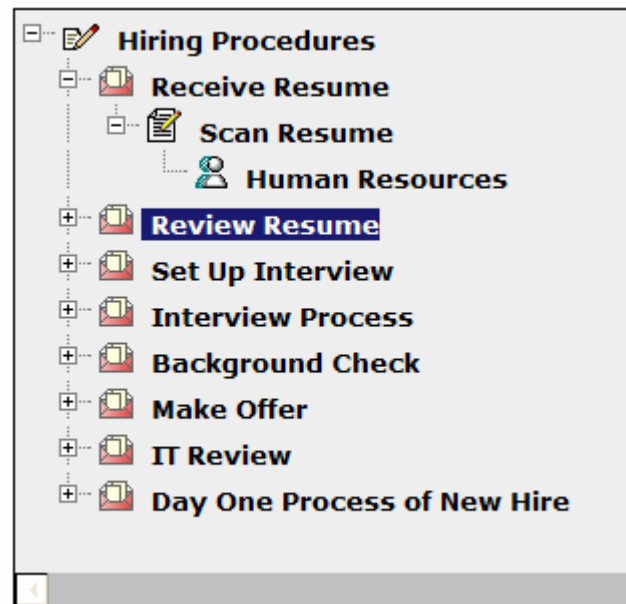 Hiring Procedures
Receive Resume
Scan Resume
Human Resources
Review Resume
Set Up Interview
Interview Process
Background Check
Make Offer
IT Review
Day One Process of New Hire